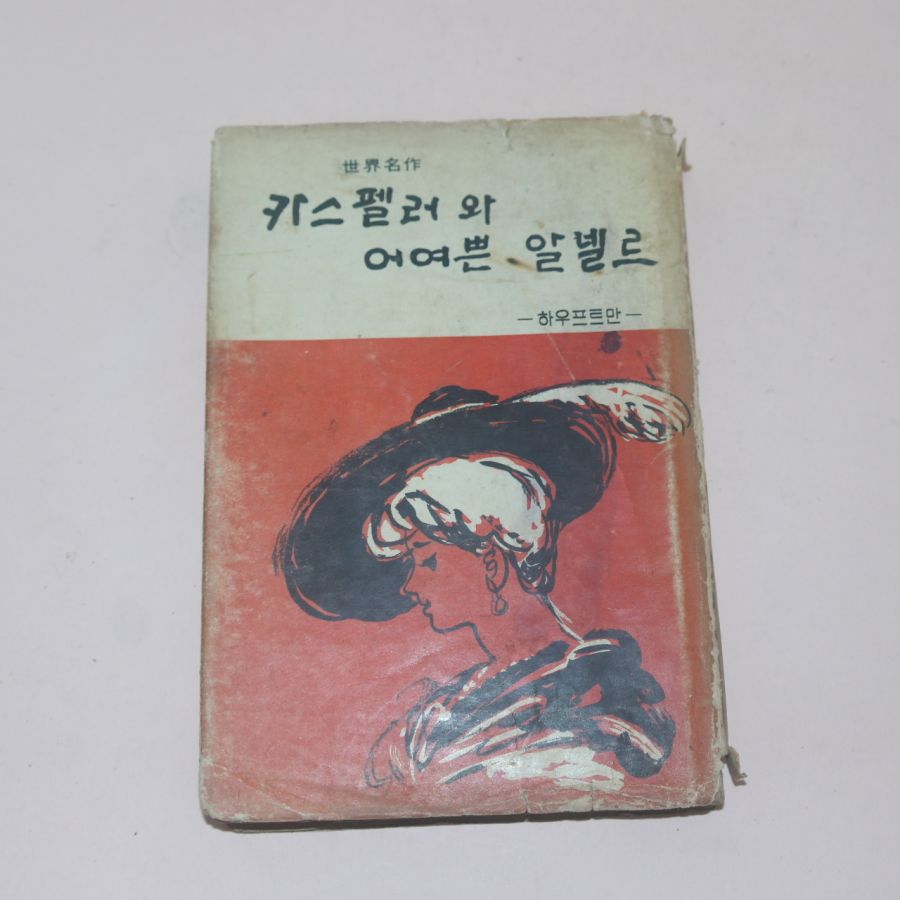 世界名作
카스펠러와
어여쁜 알넬르
—하우프트만—